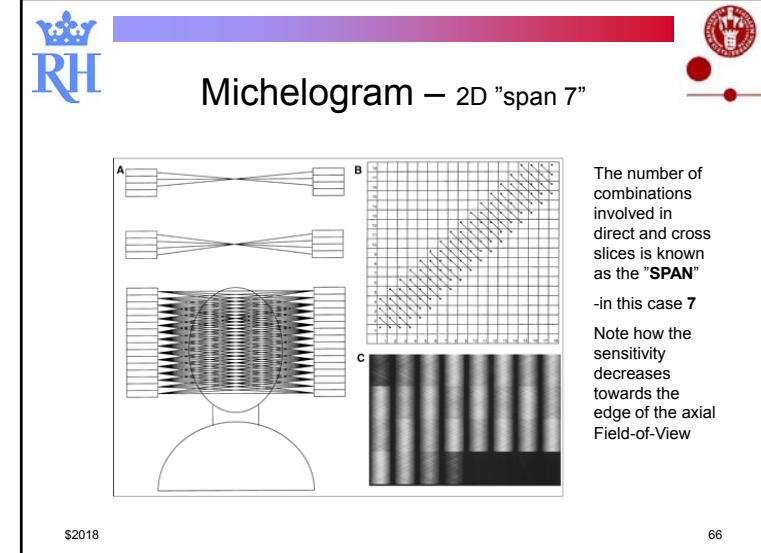 RH
Michelogram – 2D ”span 7”
A
B
C
The number of
combinations
involved in
direct and cross
slices is known
as the ”SPAN”
-in this case 7
Note how the
sensitivity
decreases
towards the
edge of the axial
Field-of-View
$2018
66